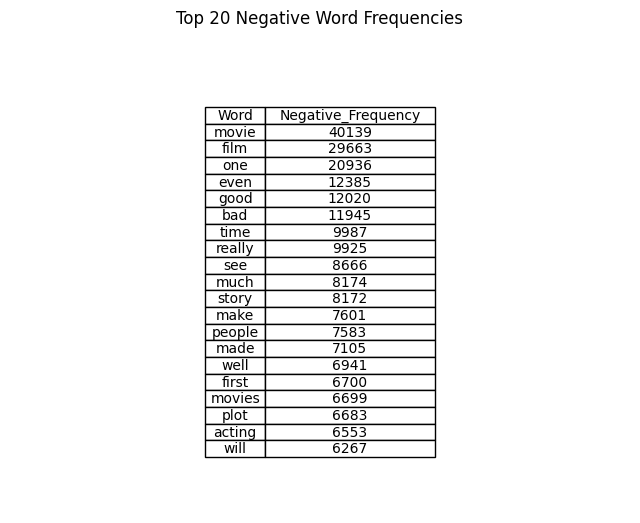 Top 20 Negative Word Frequencies
Word Negative_Frequency
movie 40139
film 29663
one 20936
even 12385
good 12020
bad 11945
time 9987
really 9925
see 8666
much 8174
story 8172
make 7601
people 7583
made 7105
well 6941
first 6700
movies 6699
plot 6683
acting 6553
will 6267